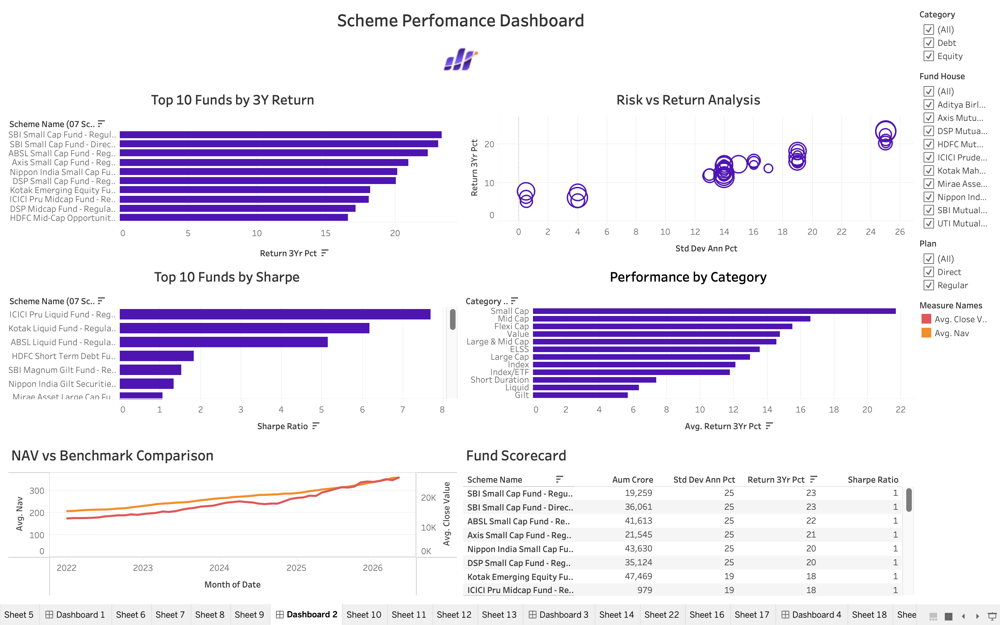 Scheme Perfomance Dashboard
Category
(All)
Debt
Equity
Fund House
(All)
Aditya Birl...
Axis Mutu...
DSP Mutua...
HDFC Mut...
ICICI Prude...
Kotak Mah...
Mirae Asse...
Nippon Ind...
SBI Mutual...
UTI Mutual...
Plan
(All)
Direct
Regular
Measure Names
Avg. Close V..
Avg. Nav
Top 10 Funds by 3Y Return
Scheme Name (07 Sc..
SBI Small Cap Fund - Regul..
SBI Small Cap Fund - Direc..
ABSL Small Cap Fund - Reg..
Axis Small Cap Fund - Reg..
Nippon India Small Cap Fu..
DSP Small Cap Fund - Reg..
Kotak Emerging Equity Fu..
ICICI Pru Midcap Fund - Re..
DSP Midcap Fund - Regula..
HDFC Mid-Cap Opportunit..
0 5 10 15 20
Return 3Yr Pct
Risk vs Return Analysis
Return 3Yr Pct
20
10
0
0 2 4 6 8 10 12 14 16 18 20 22 24 26
Std Dev Ann Pct
Top 10 Funds by Sharpe
Scheme Name (07 Sc..
ICICI Pru Liquid Fund - Reg..
Kotak Liquid Fund - Regula..
ABSL Liquid Fund - Regula..
HDFC Short Term Debt Fu..
SBI Magnum Gilt Fund - Re..
Nippon India Gilt Securitie..
Mirae Asset Large Cap Fu..
0 1 2 3 4 5 6 7 8
Sharpe Ratio
Performance by Category
Category ..
Small Cap
Mid Cap
Flexi Cap
Value
Large & Mid Cap
ELSS
Large Cap
Index
Index/ETF
Short Duration
Liquid
Gilt
0 2 4 6 8 10 12 14 16 18 20 22
Avg. Return 3Yr Pct
NAV vs Benchmark Comparison
Avg. Nav
300
200
100
0
20K
10K
0K
Avg. Close Value
2022 2023 2024 2025 2026
Month of Date
Fund Scorecard
Scheme Name Aum Crore Std Dev Ann Pct Return 3Yr Pct Sharpe Ratio
SBI Small Cap Fund - Regu.. 19,259 25 23 1
SBI Small Cap Fund - Direc.. 36,061 25 23 1
ABSL Small Cap Fund - Re.. 41,613 25 22 1
Axis Small Cap Fund - Reg.. 21,545 25 21 1
Nippon India Small Cap Fu.. 43,630 25 20 1
DSP Small Cap Fund - Reg.. 35,124 25 20 1
Kotak Emerging Equity Fu.. 47,469 19 18 1
ICICI Pru Midcap Fund - Re.. 979 19 18 1
Sheet 5 Dashboard 1 Sheet 6 Sheet 7 Sheet 8 Sheet 9 Dashboard 2 Sheet 10 Sheet 11 Sheet 12 Sheet 13 Dashboard 3 Sheet 14 Sheet 22 Sheet 16 Sheet 17 Dashboard 4 Sheet 18 Shee